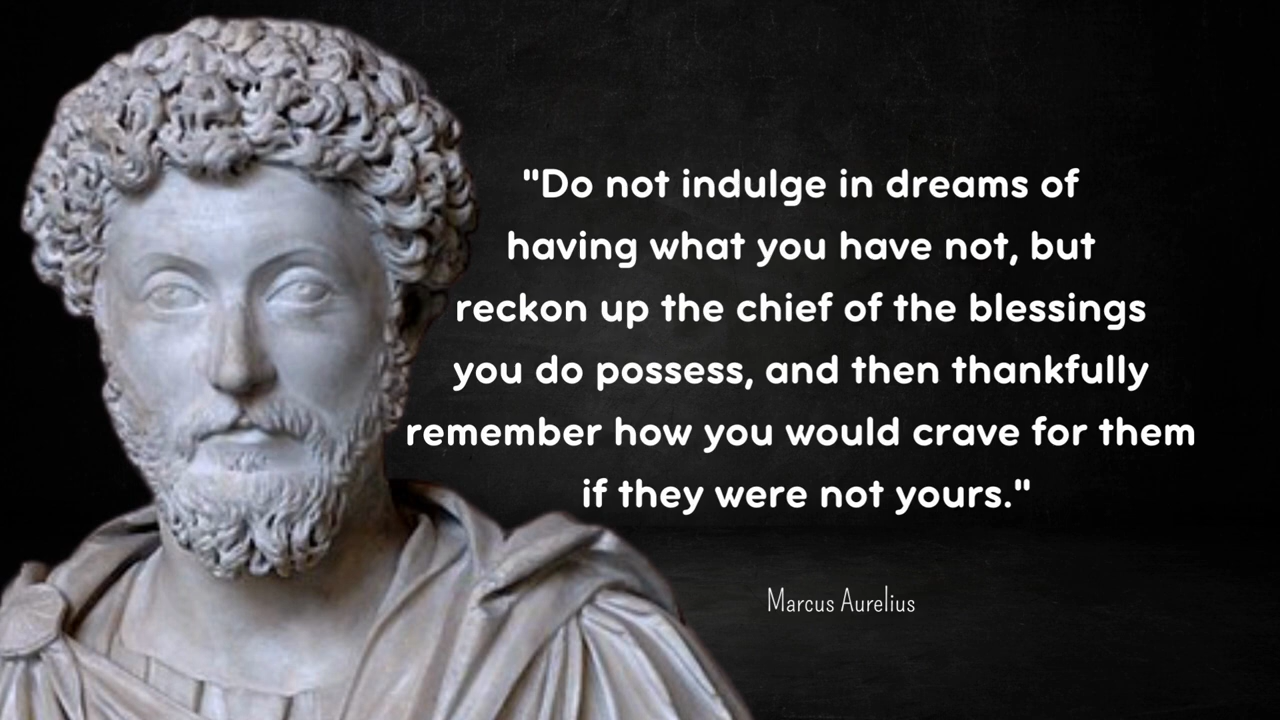 "Do not indulge in dreams of
having what you have not, but
reckon up the chief of the blessings
you do possess, and then thankfully
remember how you would crave for them
if they were not yours."
Marcus Aurelius